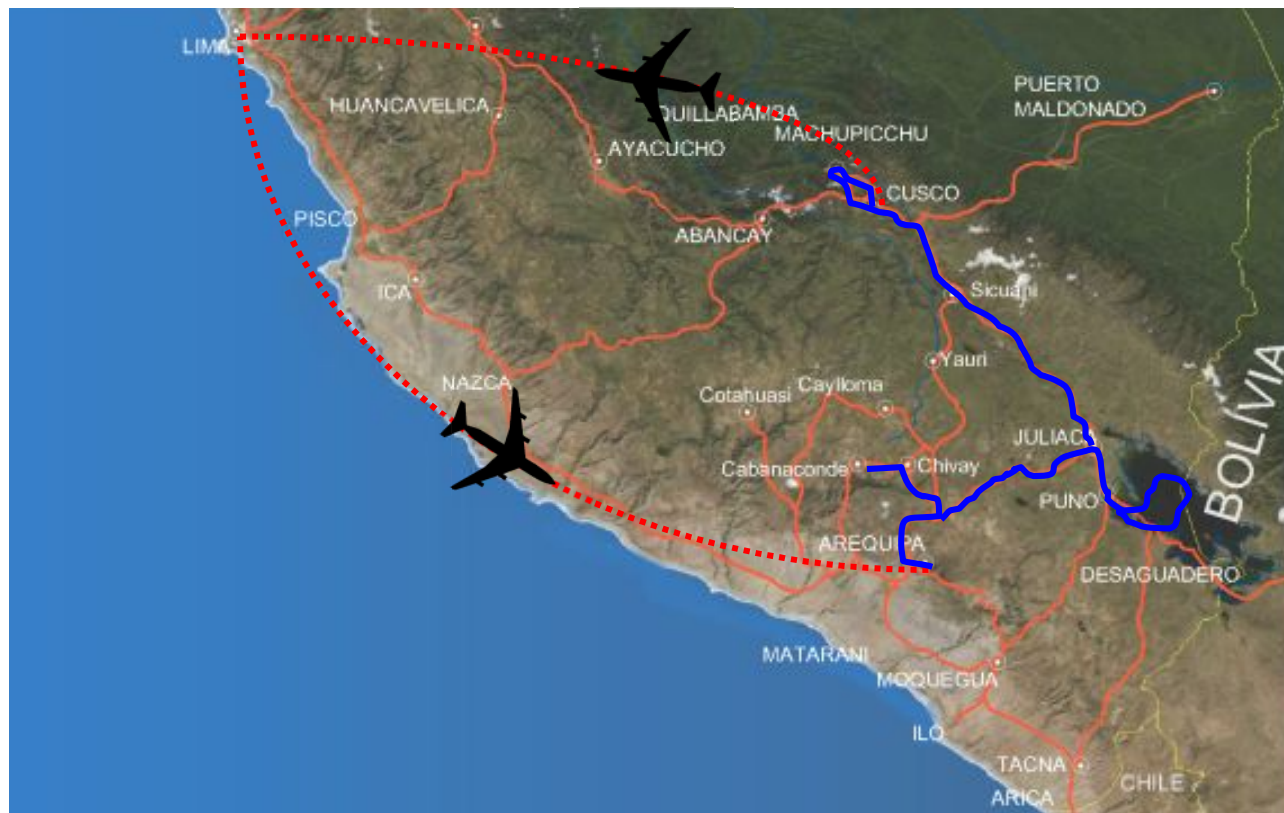 LIMA
HUANCAVELICA
AYACUCHO
QUILLABAMBA
MACHUPICCHU
PUERTO
MALDONADO
CUSCO
PISCO
ABANCAY
ICA
Sicuani
NAZCA
Cotahuasi
Caylloma
Yauri
Cabanaconde
Chivay
JULIACA
PUNO
BOLÍVIA
AREQUIPA
DESAGUADERO
MATARANI
MOQUEGUA
ILO
TACNA
CHILE
ARICA